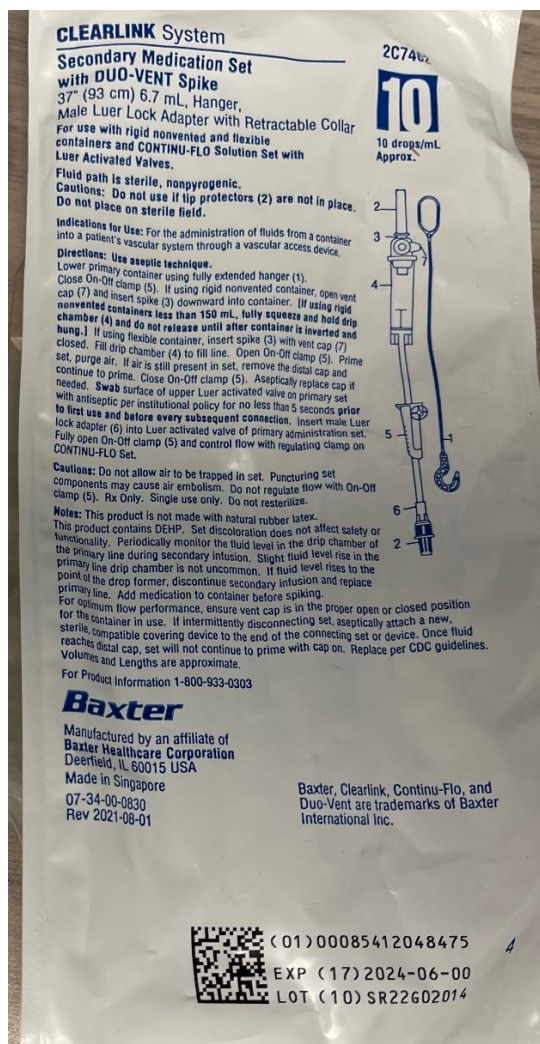 CLEARLINK System
Secondary Medication Set
with DUO-VENT Spike
37" (93 cm) 6.7 mL, Hanger,
Male Luer Lock Adapter with Retractable Collar
For use with rigid nonvented and flexible
containers and CONTINU-FLO Solution Set with
Luer Activated Valves.
Fluid path is sterile, nonpyrogenic.
Cautions: Do not use if tip protectors (2) are not in place.
Do not place on sterile field.
Indications for Use: For the administration of fluids from a container
into a patient's vascular system through a vascular access device.
Directions: Use aseptic technique.
Lower primary container using fully extended hanger (1).
Close On-Off clamp (5). If using rigid nonvented container, open vent
cap (7) and insert spike (3) downward into container. [If using rigid
nonvented containers less than 150 mL, fully squeeze and hold drip
chamber (4) and do not release until after container is inverted and
hung.] If using flexible container, insert spike (3) with vent cap (7)
closed. Fill drip chamber (4) to fill line. Open On-Off clamp (5). Prime
set, purge air. If air is still present in set, remove the distal cap and
continue to prime. Close On-Off clamp (5). Aseptically replace cap if
needed. Swab surface of upper Luer activated valve on primary set
with antiseptic per institutional policy for no less than 5 seconds prior
to first use and before every subsequent connection. Insert male Luer
lock adapter (6) into Luer activated valve of primary administration set.
Fully open On-Off clamp (5) and control flow with regulating clamp on
CONTINU-FLO Set.
Cautions: Do not allow air to be trapped in set. Puncturing set
components may cause air embolism. Do not regulate flow with On-Off
clamp (5). Rx Only. Single use only. Do not resterilize.
Notes: This product is not made with natural rubber latex.
This product contains DEHP. Set discoloration does not affect safety or
functionality. Periodically monitor the fluid level in the drip chamber of
the primary line during secondary infusion. Slight fluid level rise in the
primary line drip chamber is not uncommon. If fluid level rises to the
point of the drop former, discontinue secondary infusion and replace
primary line. Add medication to container before spiking.
For optimum flow performance, ensure vent cap is in the proper open or closed position
for the container in use. If intermittently disconnecting set, aseptically attach a new,
sterile, compatible covering device to the end of the connecting set or device. Once fluid
reaches distal cap, set will not continue to prime with cap on. Replace per CDC guidelines.
Volumes and Lengths are approximate.
For Product Information 1-800-933-0303
Baxter
Manufactured by an affiliate of
Baxter Healthcare Corporation
Deerfield, IL 60015 USA
Made in Singapore
07-34-00-0830
Rev 2021-08-01
10
10 drops/mL
Approx.
2
3
7
4
5
1
6
2
Baxter, Clearlink, Continu-Flo, and
Duo-Vent are trademarks of Baxter
International Inc.
(01)00085412048475
4
EXP (17)2024-06-00
LOT (10)SR22G02014